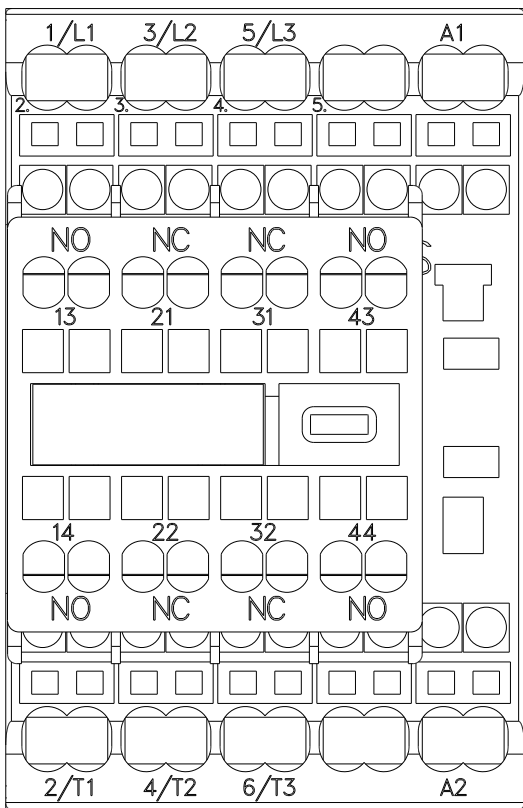 1/L1 3/L2 5/L3 A1
2. 3. 4. 5.
NO NC NC NO
13 21 31 43
14 22 32 44
NO NC NC NO
2/T1 4/T2 6/T3 A2